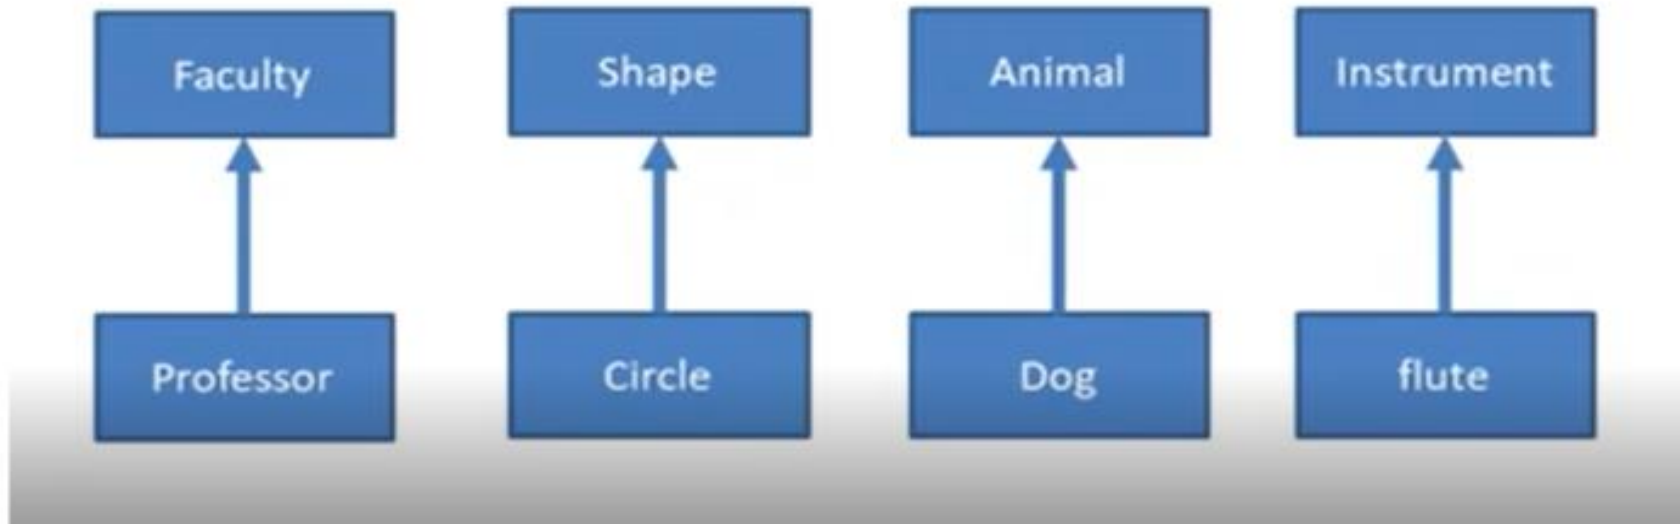 Faculty
Shape
Animal
Instrument
Professor
Circle
Dog
flute